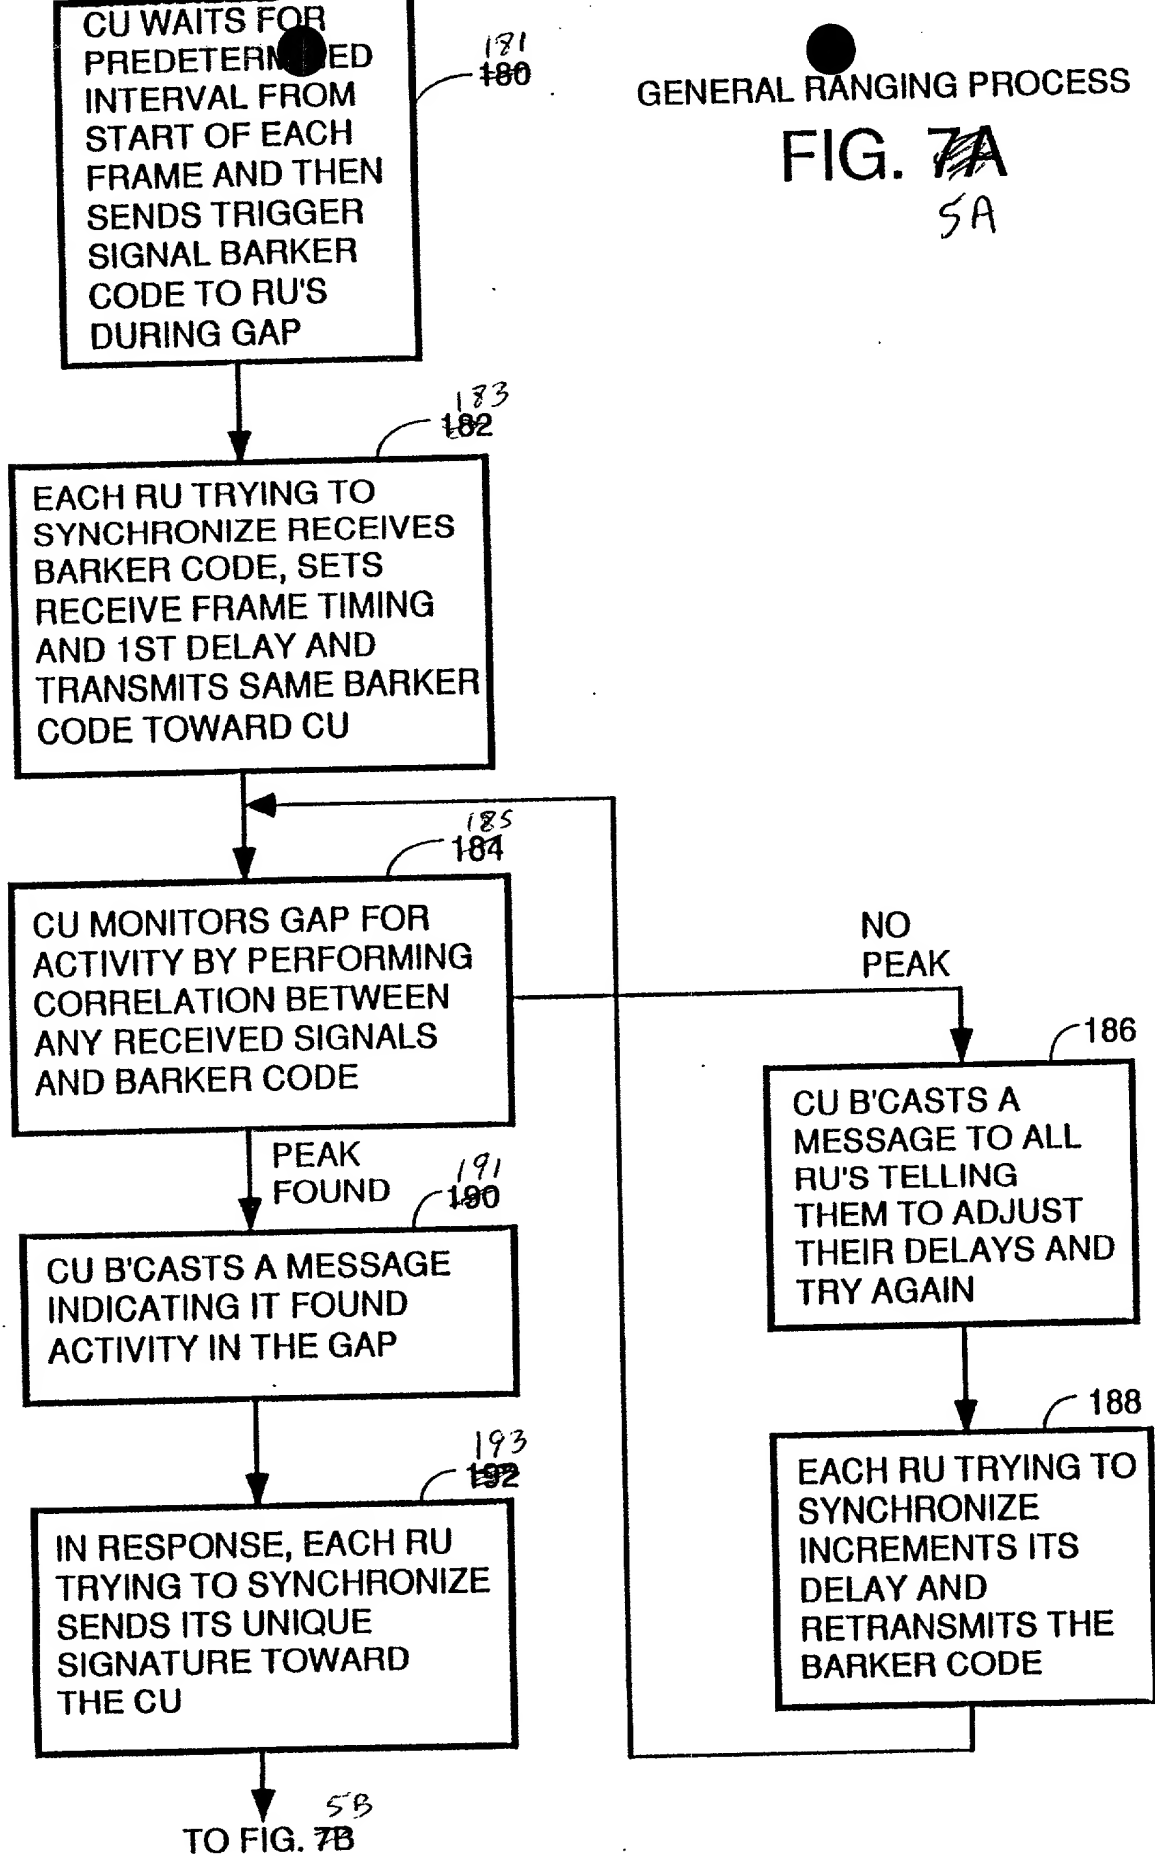 CU WAITS FOR
PREDETERMINED
INTERVAL FROM
START OF EACH
FRAME AND THEN
SENDS TRIGGER
SIGNAL BARKER
CODE TO RU'S
DURING GAP
181
180
GENERAL RANGING PROCESS
FIG. 7A
5A
183
182
EACH RU TRYING TO
SYNCHRONIZE RECEIVES
BARKER CODE, SETS
RECEIVE FRAME TIMING
AND 1ST DELAY AND
TRANSMITS SAME BARKER
CODE TOWARD CU
185
184
CU MONITORS GAP FOR
ACTIVITY BY PERFORMING
CORRELATION BETWEEN
ANY RECEIVED SIGNALS
AND BARKER CODE
NO
PEAK
186
CU B'CASTS A
MESSAGE TO ALL
RU'S TELLING
THEM TO ADJUST
THEIR DELAYS AND
TRY AGAIN
PEAK
FOUND
191
190
CU B'CASTS A MESSAGE
INDICATING IT FOUND
ACTIVITY IN THE GAP
188
EACH RU TRYING TO
SYNCHRONIZE
INCREMENTS ITS
DELAY AND
RETRANSMITS THE
BARKER CODE
193
192
IN RESPONSE, EACH RU
TRYING TO SYNCHRONIZE
SENDS ITS UNIQUE
SIGNATURE TOWARD
THE CU
5B
TO FIG. 7B